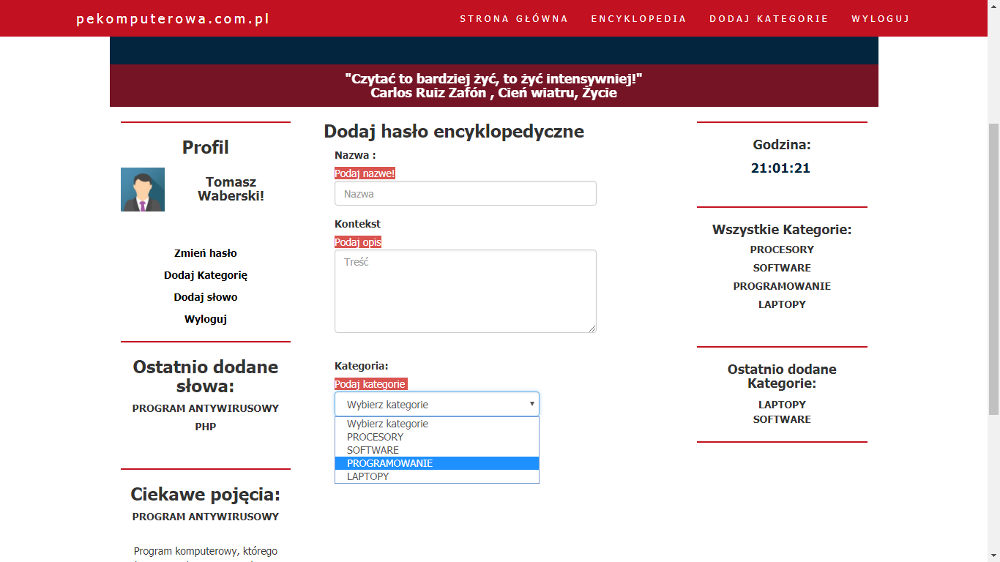 pekomputerowa.com.pl
STRONA GŁÓWNA ENCYKLOPEDIA DODAJ KATEGORIE WYLOGUJ
"Czytać to bardziej żyć, to żyć intensywniej!"
Carlos Ruiz Zafón , Cień wiatru, Życie
Profil
Tomasz
Waberski!
Zmień hasło
Dodaj Kategorię
Dodaj słowo
Wyloguj
Ostatnio dodane
słowa:
PROGRAM ANTYWIRUSOWY
PHP
Ciekawe pojęcia:
PROGRAM ANTYWIRUSOWY
Program komputerowy, którego
Dodaj hasło encyklopedyczne
Nazwa :
Podaj nazwe!
Nazwa
Kontekst
Podaj opis
Treść
Kategoria:
Podaj kategorie
Wybierz kategorie
Wybierz kategorie
PROCESORY
SOFTWARE
PROGRAMOWANIE
LAPTOPY
Godzina:
21:01:21
Wszystkie Kategorie:
PROCESORY
SOFTWARE
PROGRAMOWANIE
LAPTOPY
Ostatnio dodane
Kategorie:
LAPTOPY
SOFTWARE